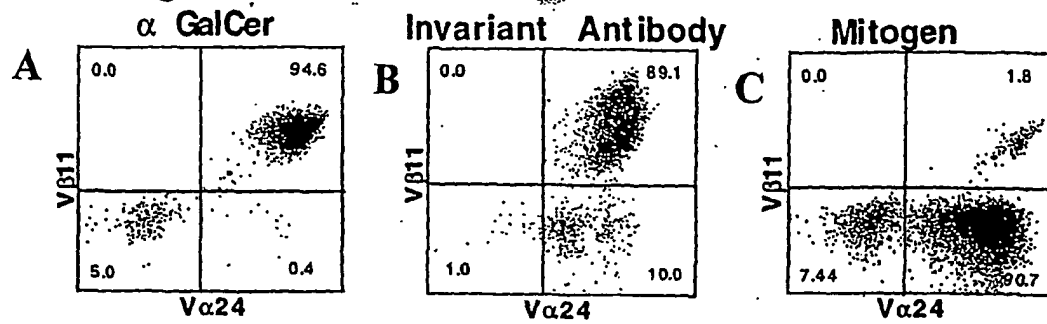 α GalCer
Invariant Antibody
Mitogen
A
0.0
94.6
Vβ11
5.0
0.4
Vα24
B
0.0
89.1
Vβ11
1.0
10.0
Vα24
C
0.0
1.8
Vβ11
7.44
90.7
Vα24